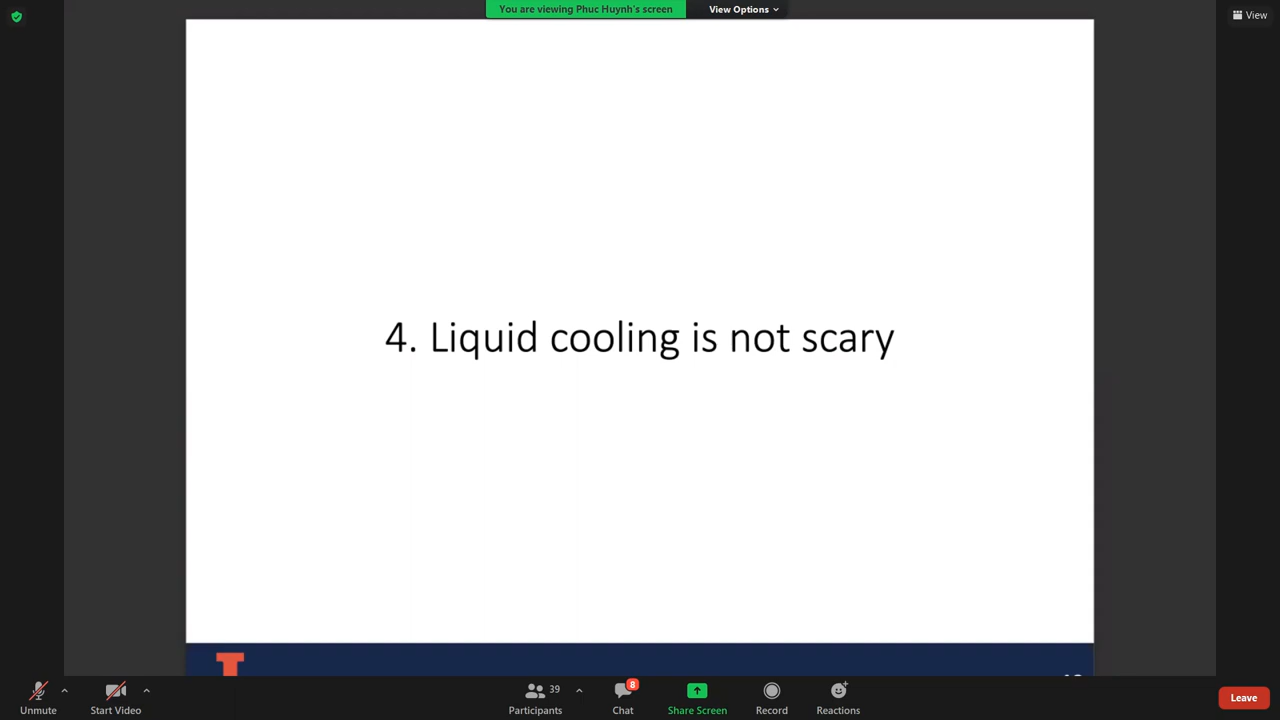 You are viewing Phuc Huynh's screen
View Options
View
4. Liquid cooling is not scary
Unmute
Start Video
39
Participants
8
Chat
Share Screen
Record
Reactions
Leave